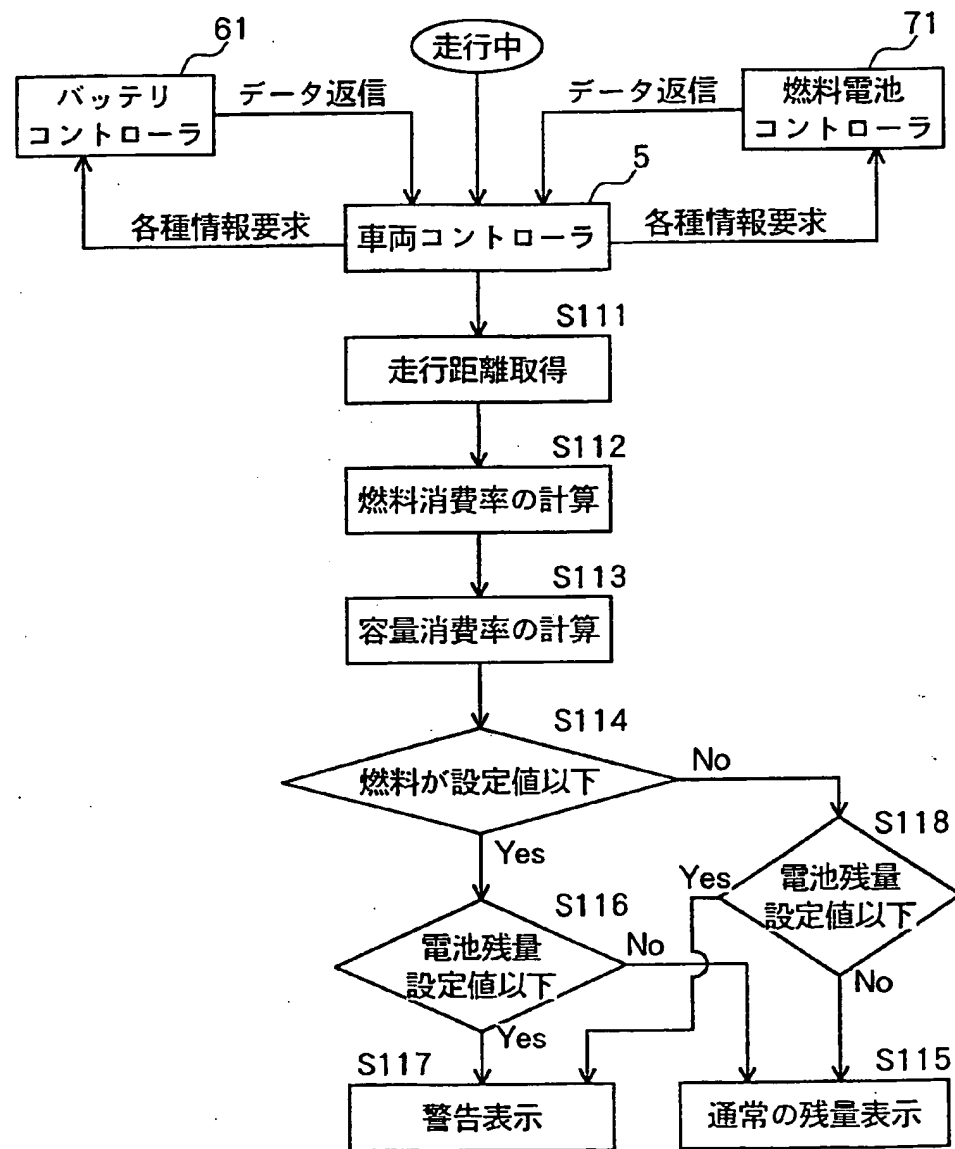 61
走行中
71
バッテリ
コントローラ
データ返信
データ返信
燃料電池
コントローラ
5
各種情報要求
車両コントローラ
各種情報要求
S111
走行距離取得
S112
燃料消費率の計算
S113
容量消費率の計算
S114
燃料が設定値以下
No
S118
Yes
Yes
電池残量
設定値以下
S116
電池残量
設定値以下
No
No
Yes
S117
S115
警告表示
通常の残量表示